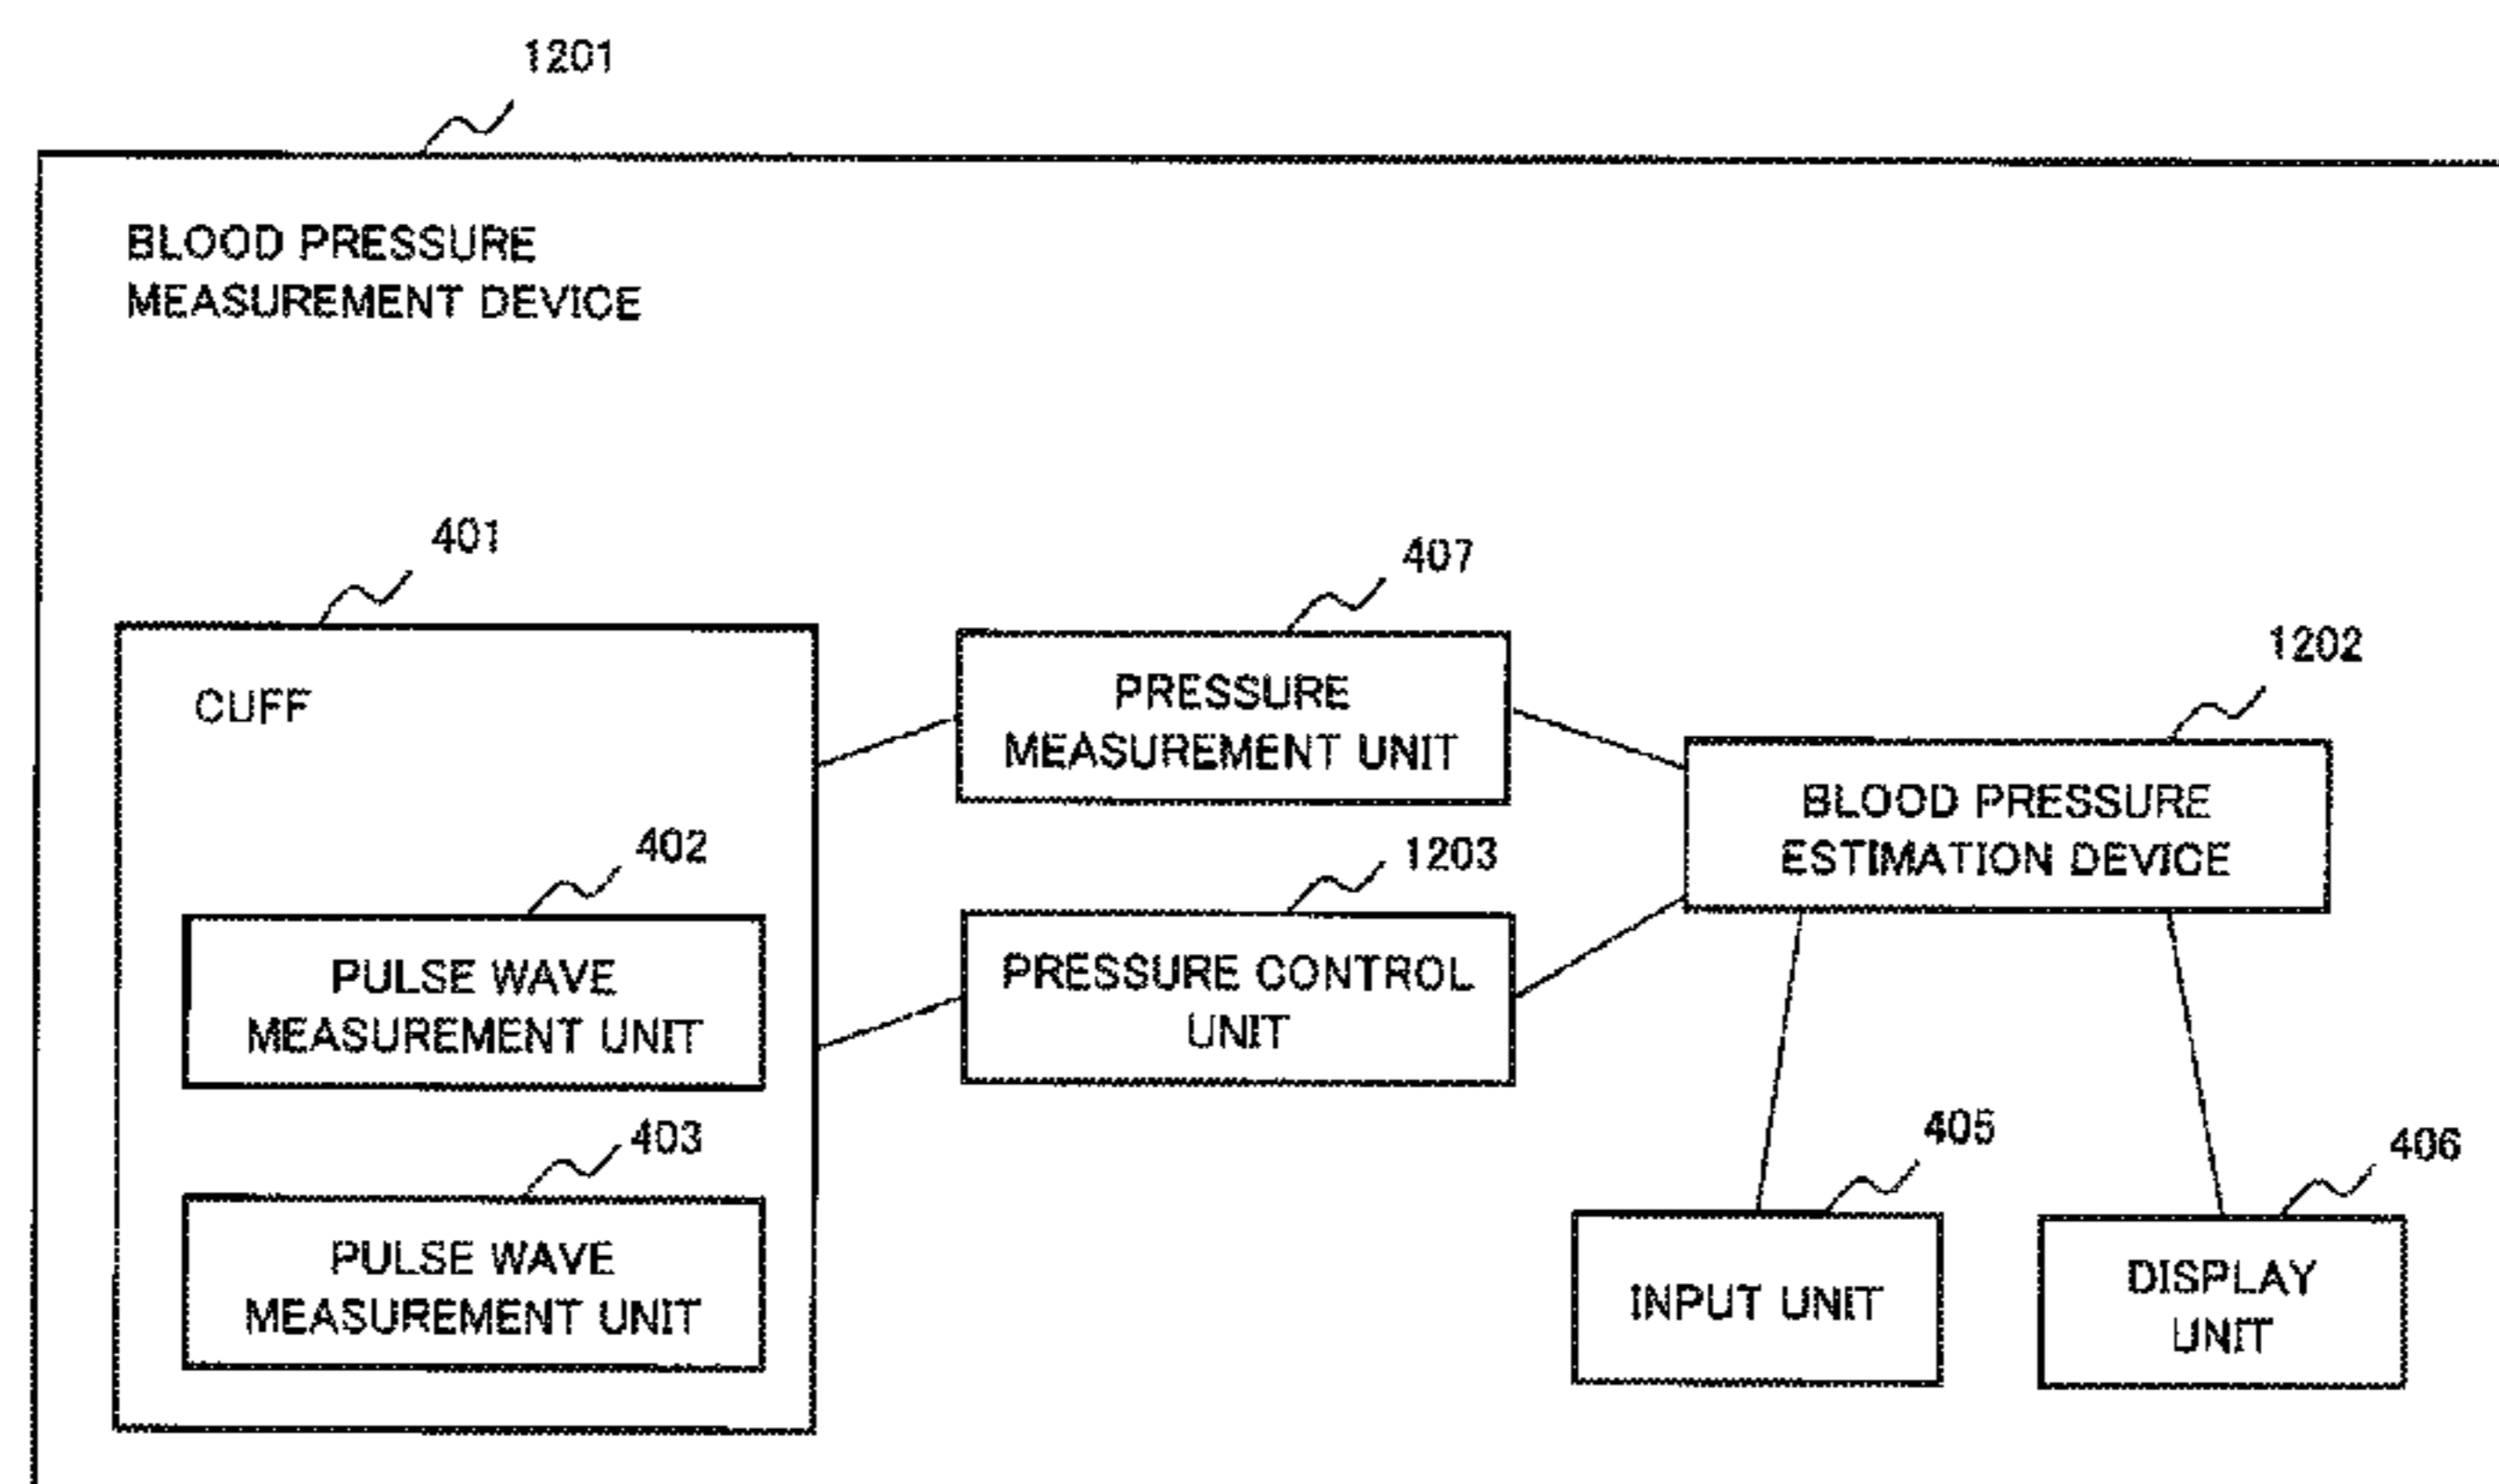 1201
BLOOD PRESSURE
MEASUREMENT DEVICE
401
407
1202
CUFF
PRESSURE
MEASUREMENT UNIT
BLOOD PRESSURE
ESTIMATION DEVICE
402
1203
PULSE WAVE
MEASUREMENT UNIT
PRESSURE CONTROL
UNIT
403
405
406
PULSE WAVE
MEASUREMENT UNIT
INPUT UNIT
DISPLAY
UNIT